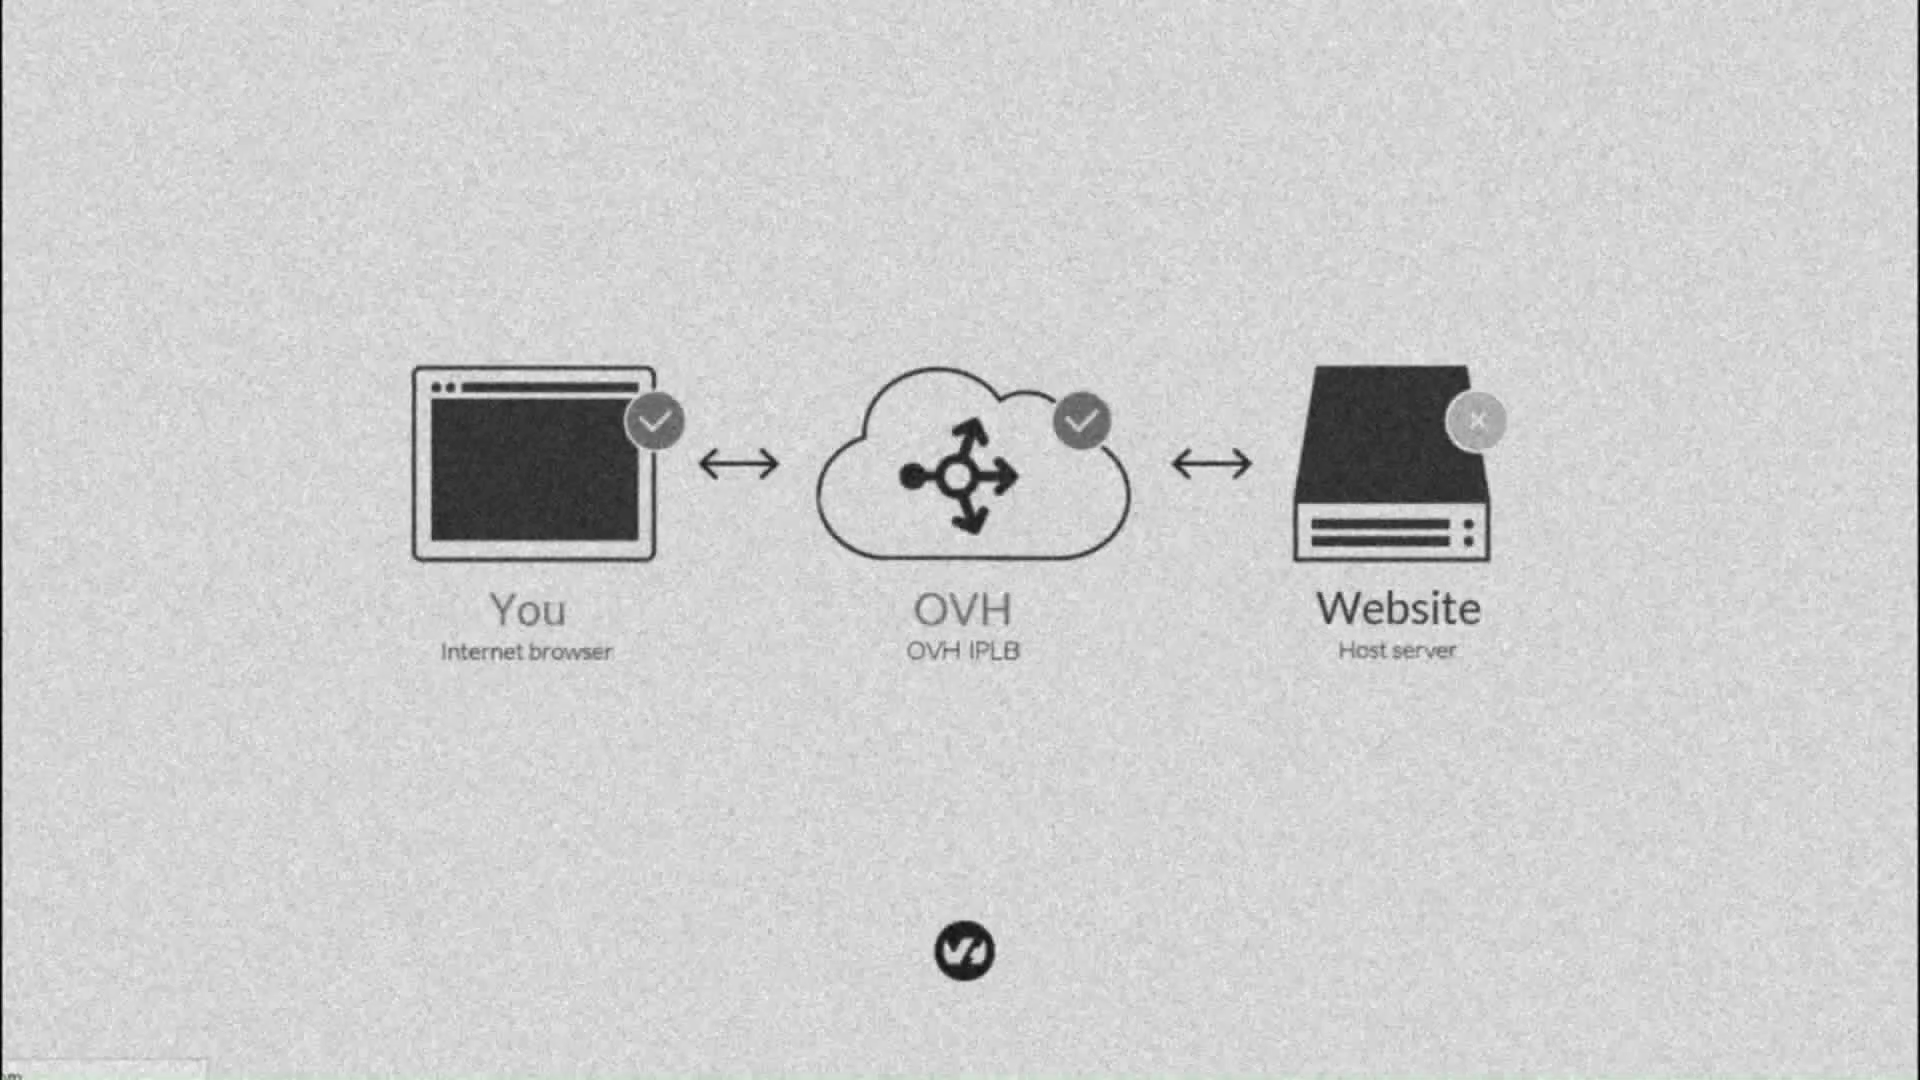 You
Internet browser
OVH
OVH IPLB
Website
Host server